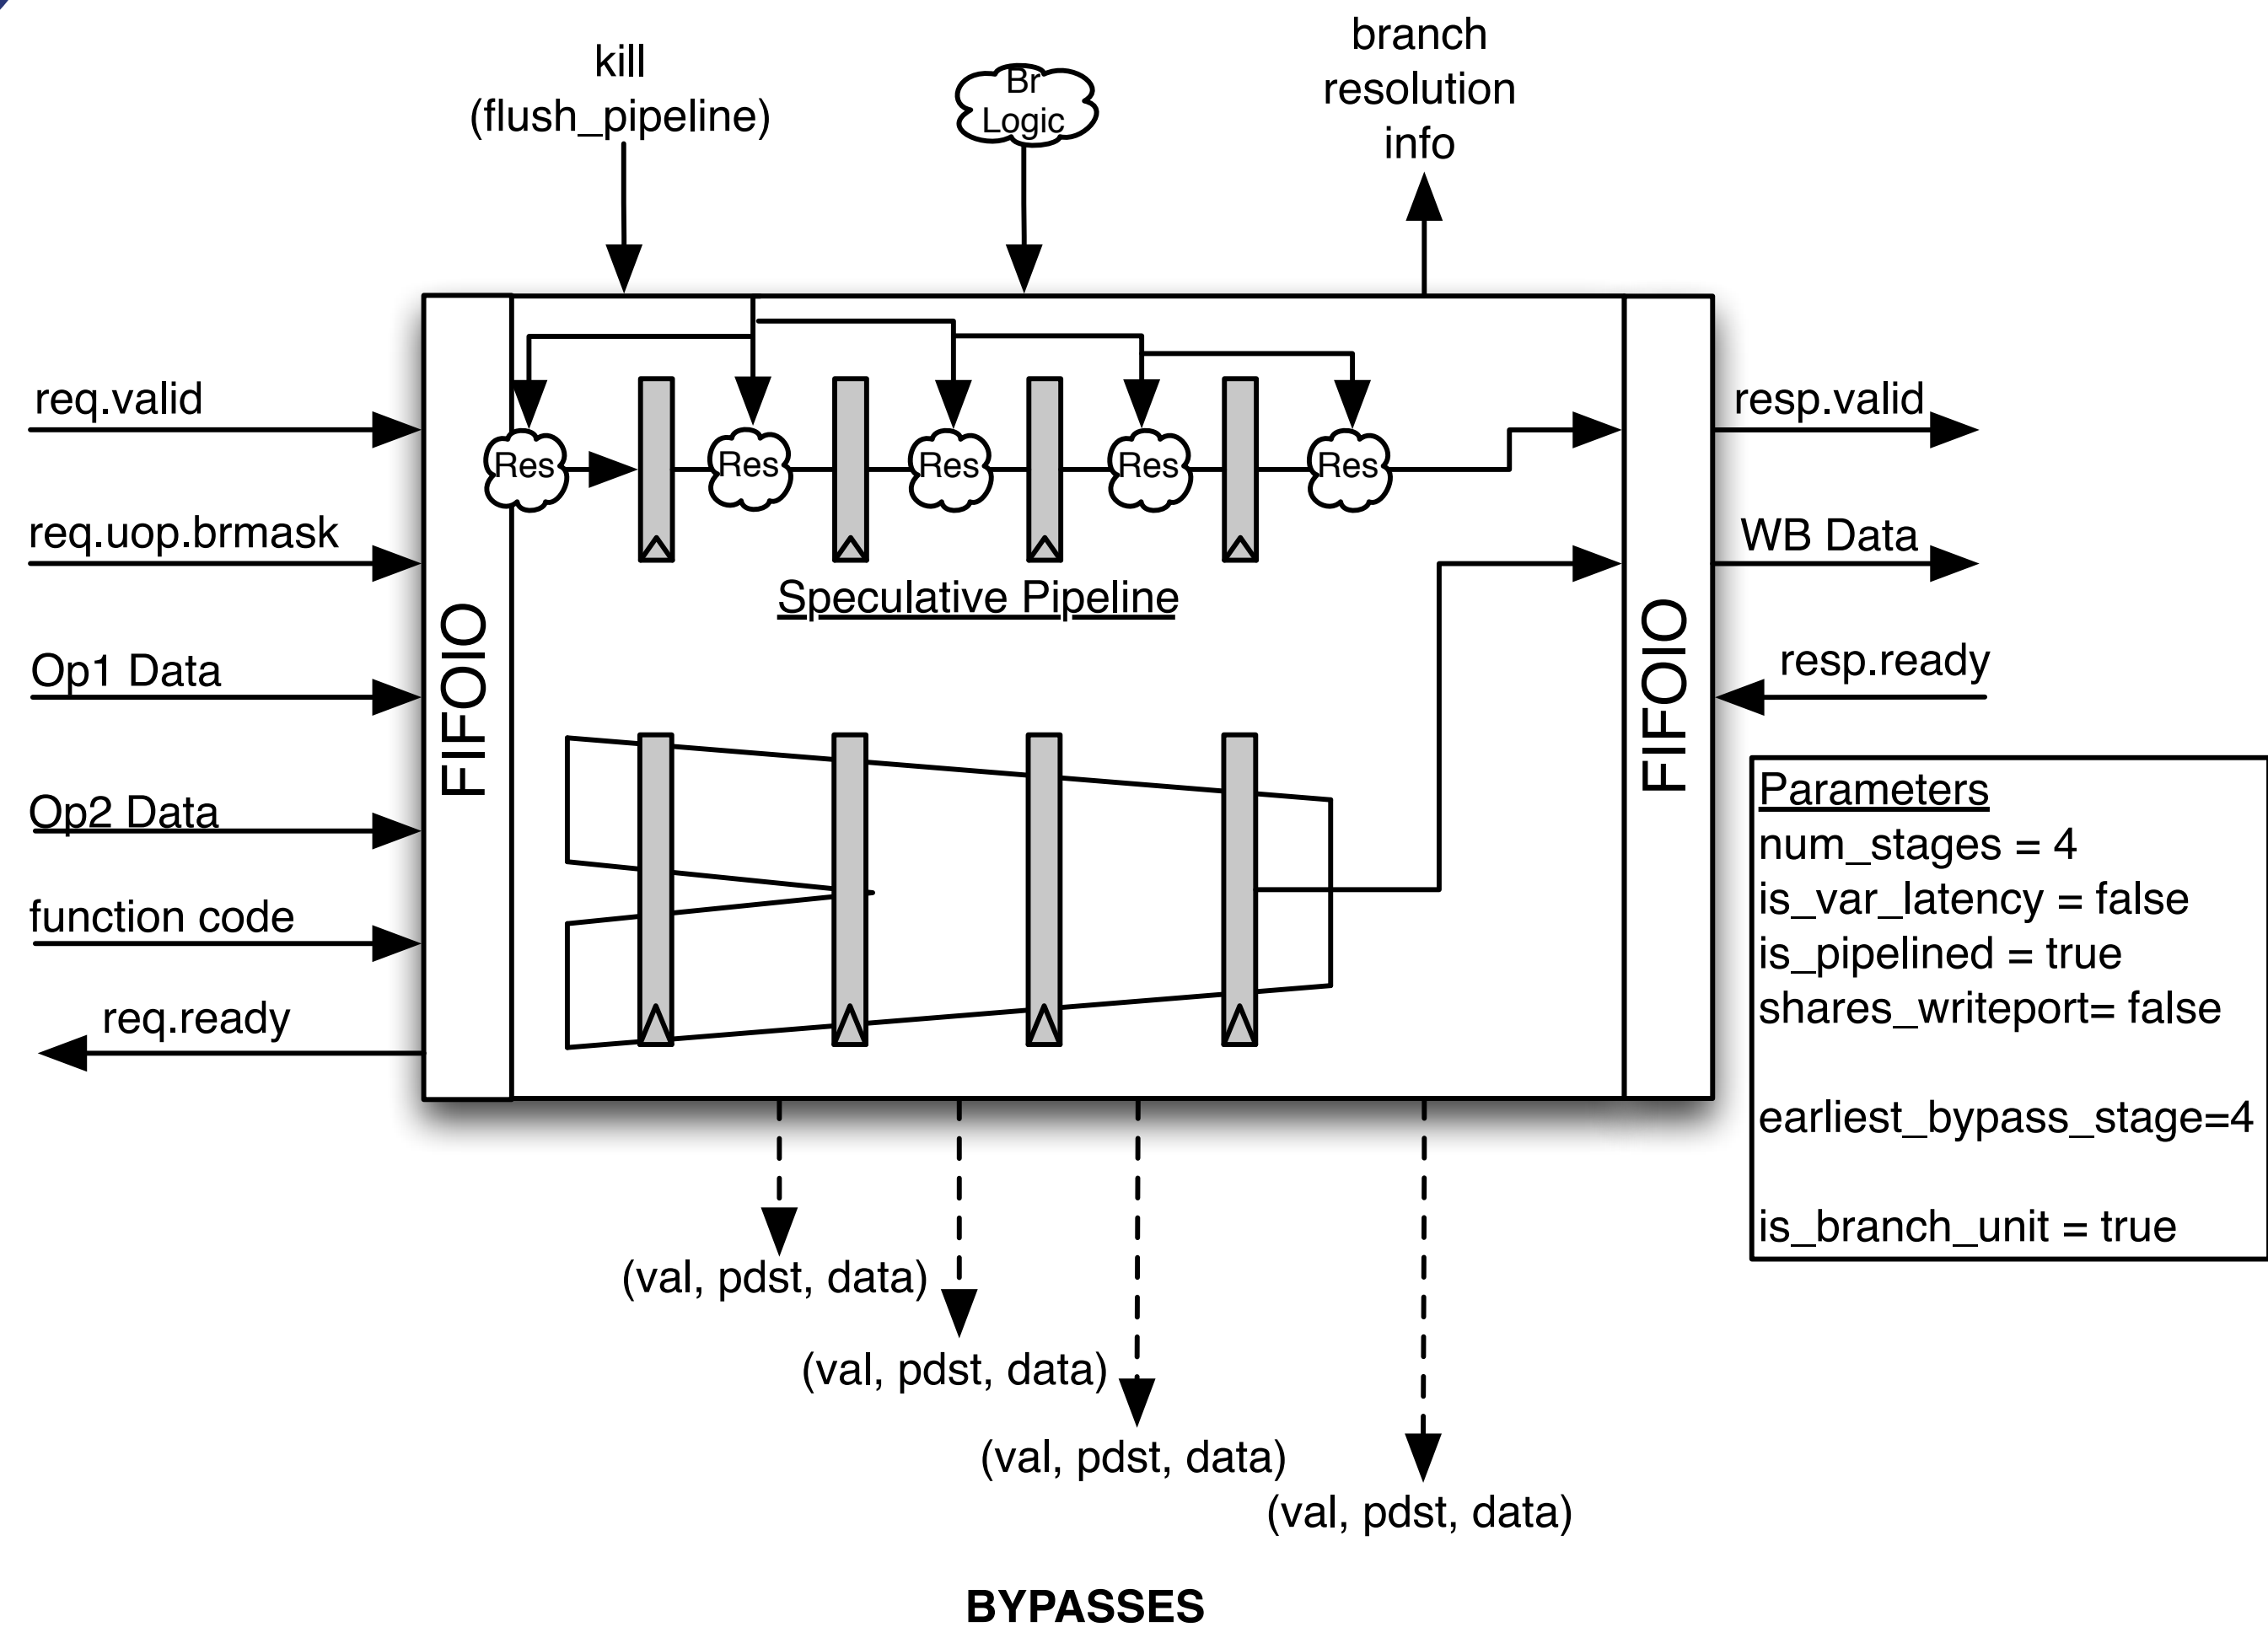 kill
(flush_pipeline)
Br
Logic
branch
resolution
info
req.valid
req.uop.brmask
Op1 Data
Op2 Data
function code
req.ready
FIFOIO
Res
Res
Res
Res
Res
Speculative Pipeline
FIFOIO
resp.valid
WB Data
resp.ready
Parameters
num_stages = 4
is_var_latency = false
is_pipelined = true
shares_writeport= false
earliest_bypass_stage=4
is_branch_unit = true
(val, pdst, data)
(val, pdst, data)
(val, pdst, data)
(val, pdst, data)
BYPASSES